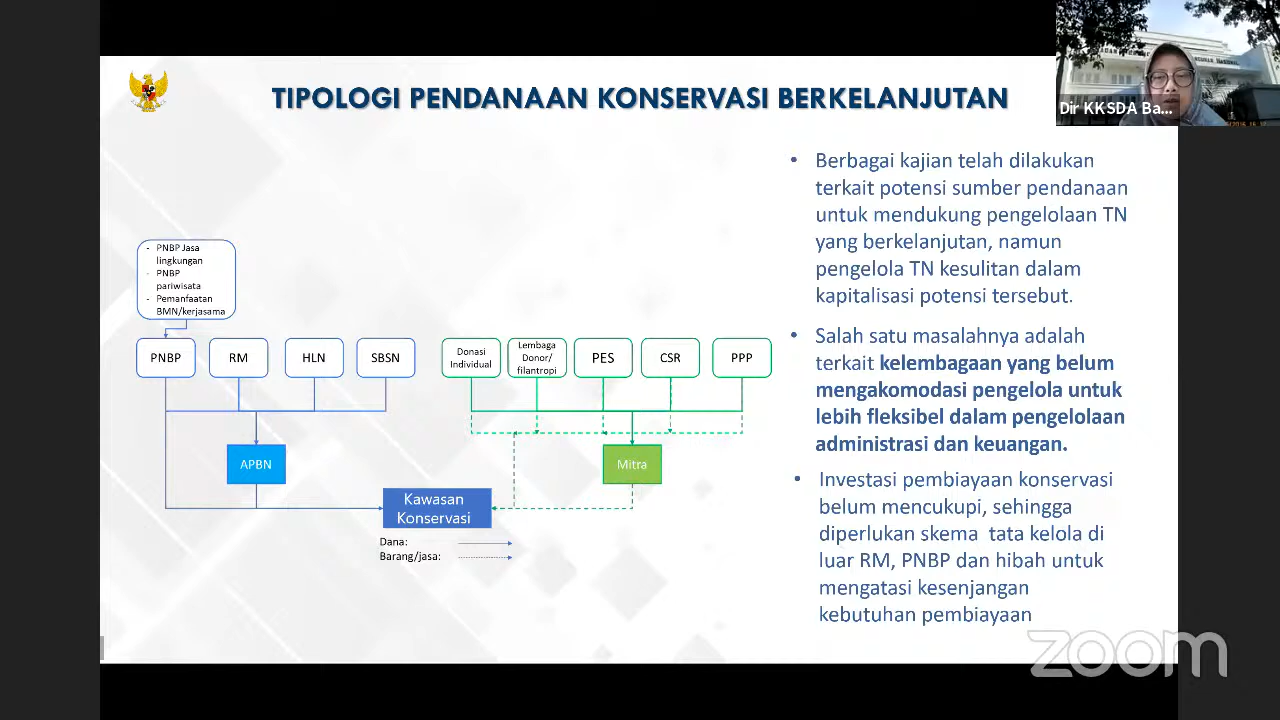 TIPOLOGI PENDANAAN KONSERVASI BERKELANJUTAN
Dir KKSDA Ba...
- PNBP Jasa
lingkungan
- PNBP
pariwisata
- Pemanfaatan
BMN/kerjasama
PNBP
RM
HLN
SBSN
Donasi
Individual
Lembaga
Donor/
filantropi
PES
CSR
PPP
APBN
Mitra
Kawasan
Konservasi
Dana:
Barang/jasa:
• Berbagai kajian telah dilakukan
terkait potensi sumber pendanaan
untuk mendukung pengelolaan TN
yang berkelanjutan, namun
pengelola TN kesulitan dalam
kapitalisasi potensi tersebut.
• Salah satu masalahnya adalah
terkait kelembagaan yang belum
mengakomodasi pengelola untuk
lebih fleksibel dalam pengelolaan
administrasi dan keuangan.
• Investasi pembiayaan konservasi
belum mencukupi, sehingga
diperlukan skema tata kelola di
luar RM, PNBP dan hibah untuk
mengatasi kesenjangan
kebutuhan pembiayaan
zoom